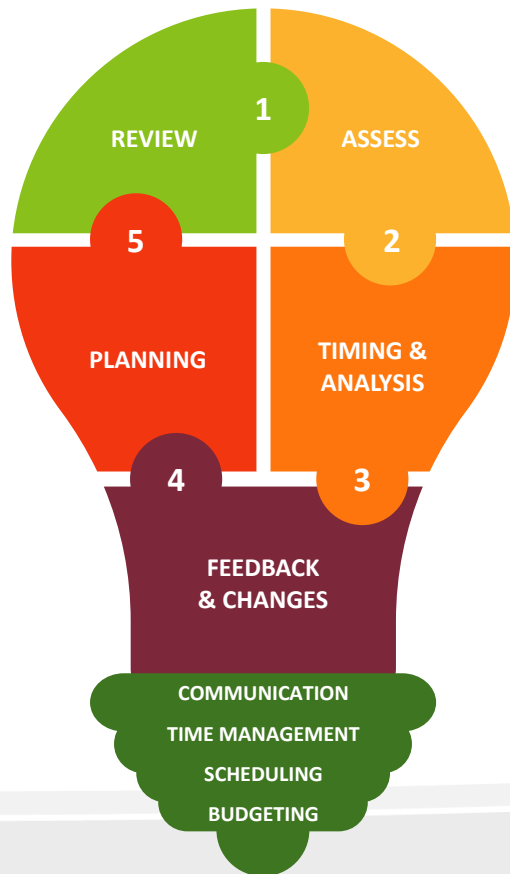 1
REVIEW
ASSESS
5
2
PLANNING
TIMING &
ANALYSIS
4
3
FEEDBACK
& CHANGES
COMMUNICATION
TIME MANAGEMENT
SCHEDULING
BUDGETING